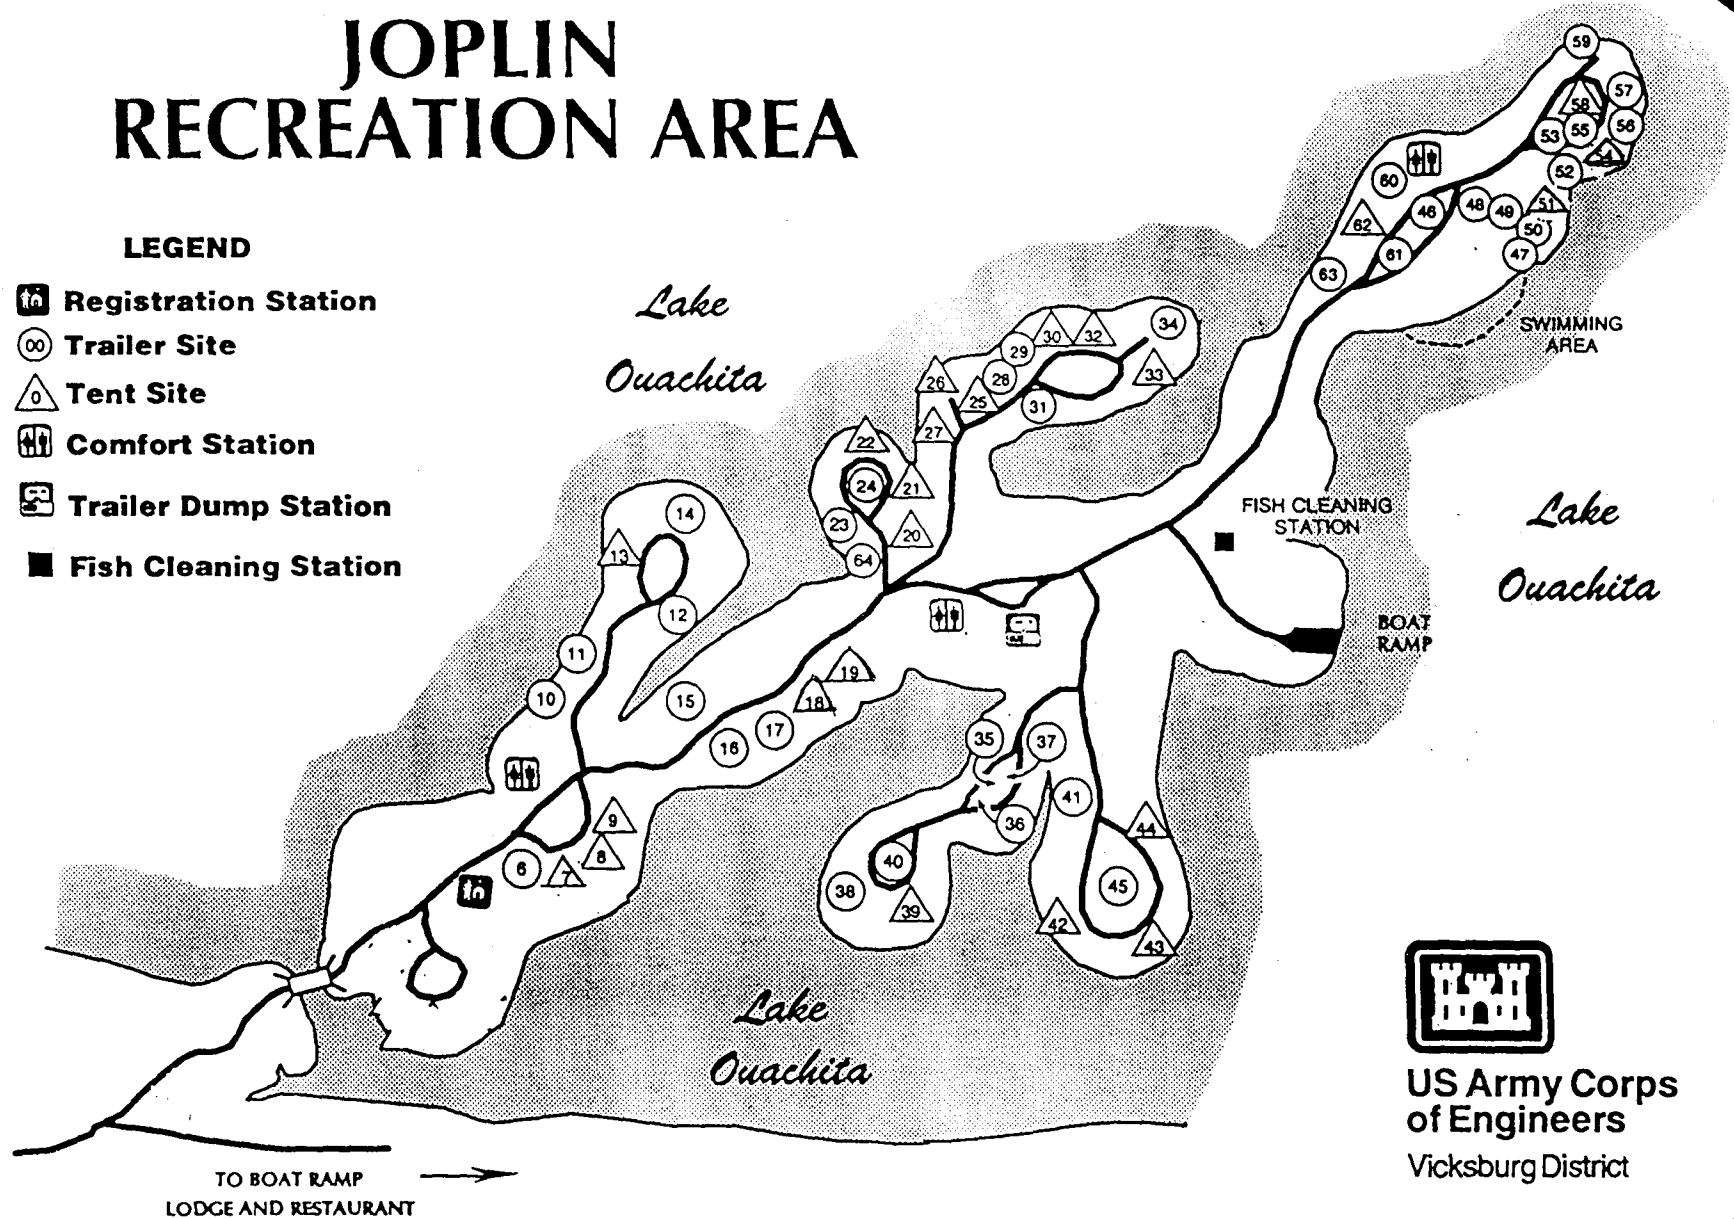 JOPLIN
RECREATION AREA
LEGEND
Registration Station
00 Trailer Site
0 Tent Site
Comfort Station
Trailer Dump Station
Fish Cleaning Station
Lake
Ouachita
59
57
58
56
55
53
54
52
60
51
48
49
46
50
62
47
61
63
SWIMMING
AREA
34
30
32
29
33
28
26
25
31
27
22
24
21
23
20
64
FISH CLEANING
STATION
Lake
Ouachita
BOAT
RAMP
14
13
12
11
10
15
19
18
17
16
35
37
41
36
44
9
8
7
6
40
45
38
39
42
43
Lake
Ouachita
US Army Corps
of Engineers
Vicksburg District
TO BOAT RAMP
LODGE AND RESTAURANT